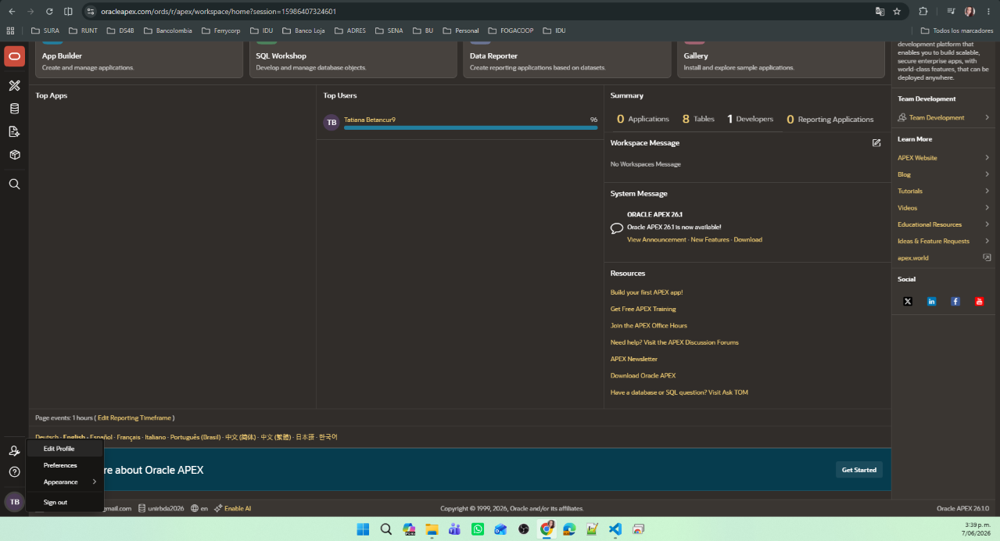 oracleapex.com/ords/r/apex/workspace/home?session=15986407324601
SURA RUNT DS4B Bancolombia Ferrycorp IDU Banco Loja ADRES SENA BU Personal FOGACOOP IDU Todos los marcadores
App Builder
Create and manage applications.
SQL Workshop
Develop and manage database objects.
Data Reporter
Create reporting applications based on datasets.
Gallery
Install and explore sample applications.
development platform that
enables you to build scalable,
secure enterprise apps, with
world-class features, that can be
deployed anywhere.
Top Apps
Top Users
TB Tatiana Betancur9 96
Summary
0 Applications 8 Tables 1 Developers 0 Reporting Applications
Workspace Message
No Workspaces Message
System Message
ORACLE APEX 26.1
Oracle APEX 26.1 is now available!
View Announcement · New Features · Download
Resources
Build your first APEX app!
Get Free APEX Training
Join the APEX Office Hours
Need help? Visit the APEX Discussion Forums
APEX Newsletter
Download Oracle APEX
Have a database or SQL question? Visit Ask TOM
Team Development
Team Development
Learn More
APEX Website
Blog
Tutorials
Videos
Educational Resources
Ideas & Feature Requests
apex.world
Social
Page events: 1 hours ( Edit Reporting Timeframe )
Deutsch · English · Español · Français · Italiano · Português (Brasil) · 中文 (简体) · 中文 (繁體) · 日本語 · 한국어
Edit Profile
Preferences
Appearance
Sign out
re about Oracle APEX
Get Started
TB
gmail.com unirbda2026 en Enable AI
Copyright © 1999, 2026, Oracle and/or its affiliates.
Oracle APEX 26.1.0
3:39 p. m.
7/06/2026